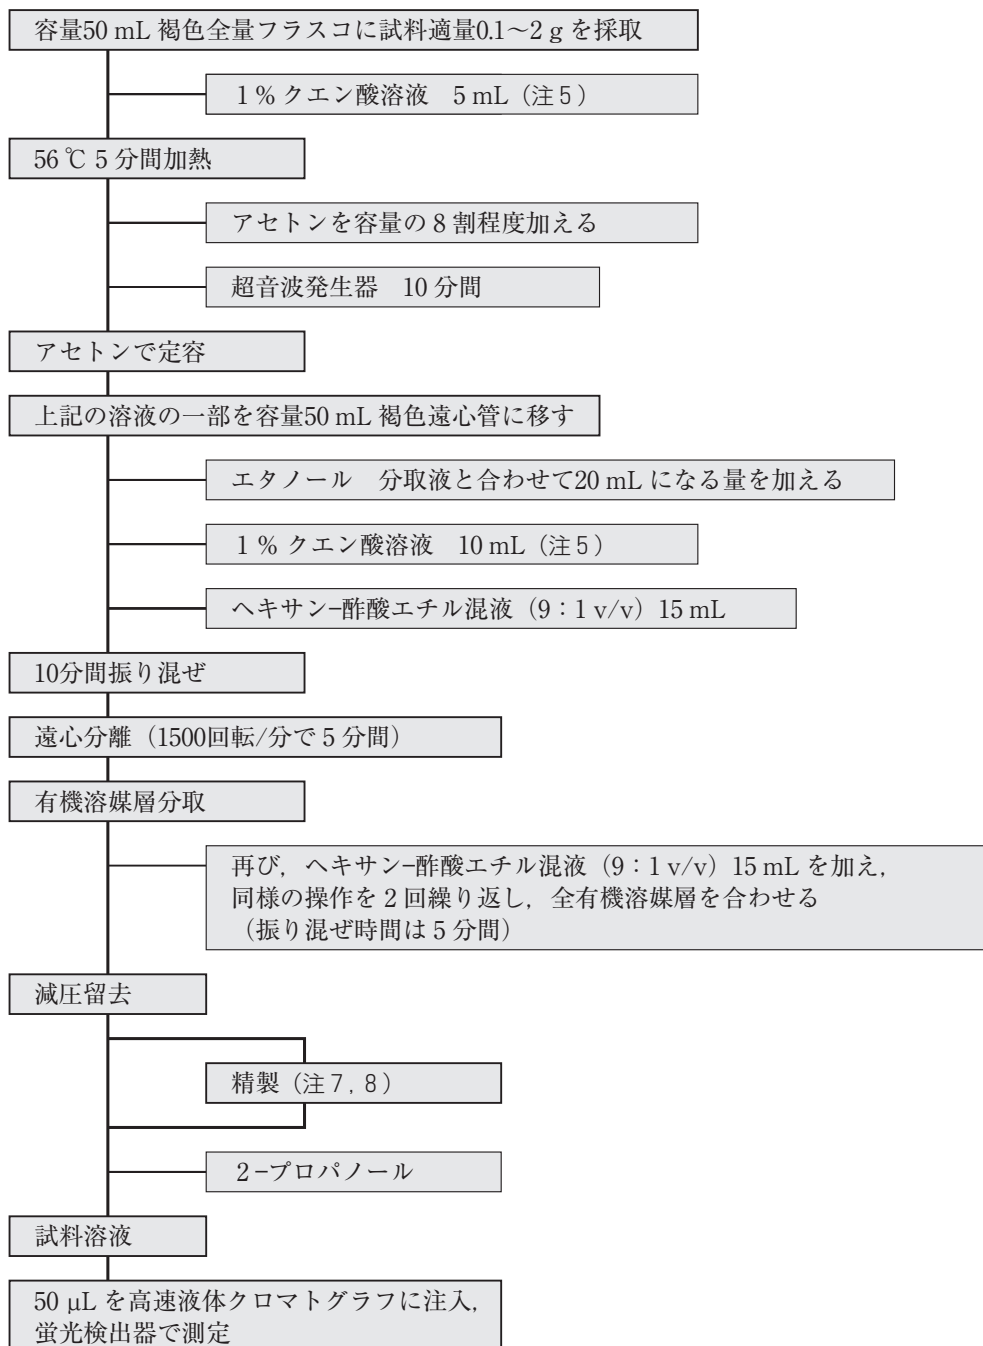 容量50 mL 褐色全量フラスコに試料適量0.1～2 g を採取
1 % クエン酸溶液　5 mL（注5）
56 ℃ 5 分間加熱
アセトンを容量の 8 割程度加える
超音波発生器　10 分間
アセトンで定容
上記の溶液の一部を容量50 mL 褐色遠心管に移す
エタノール　分取液と合わせて20 mL になる量を加える
1 % クエン酸溶液　10 mL（注5）
ヘキサン–酢酸エチル混液（9：1 v/v）15 mL
10分間振り混ぜ
遠心分離（1500回転/分で 5 分間）
有機溶媒層分取
再び，ヘキサン–酢酸エチル混液（9：1 v/v）15 mL を加え，
同様の操作を 2 回繰り返し，全有機溶媒層を合わせる
（振り混ぜ時間は 5 分間）
減圧留去
精製（注7，8）
2–プロパノール
試料溶液
50 μL を高速液体クロマトグラフに注入，
蛍光検出器で測定